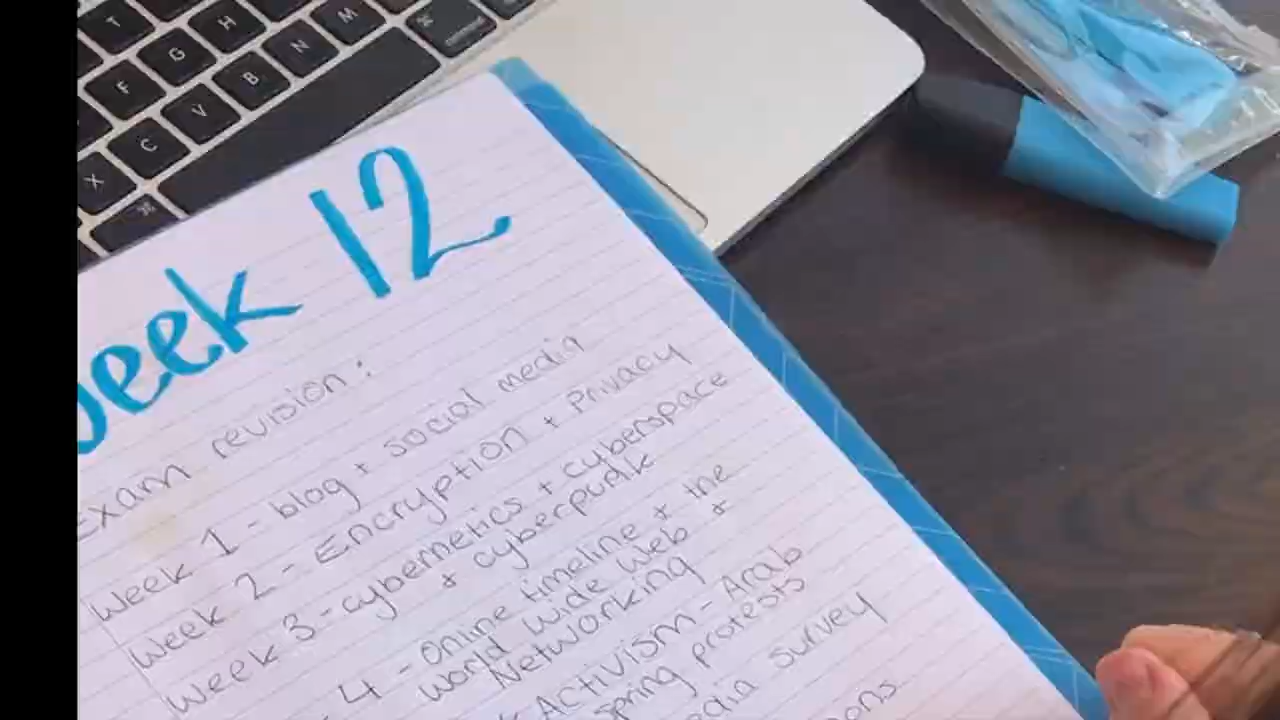 T H M command
F G B N
C V
X
Week 12
Exam revision:
Week 1 - blog + social media
Week 2 - Encryption + Privacy
Week 3 - cybernetics + cyberspace
+ cyberpunk
4 - Online timeline + the
World Wide Web +
Networking
Activism - Arab
spring protests
survey